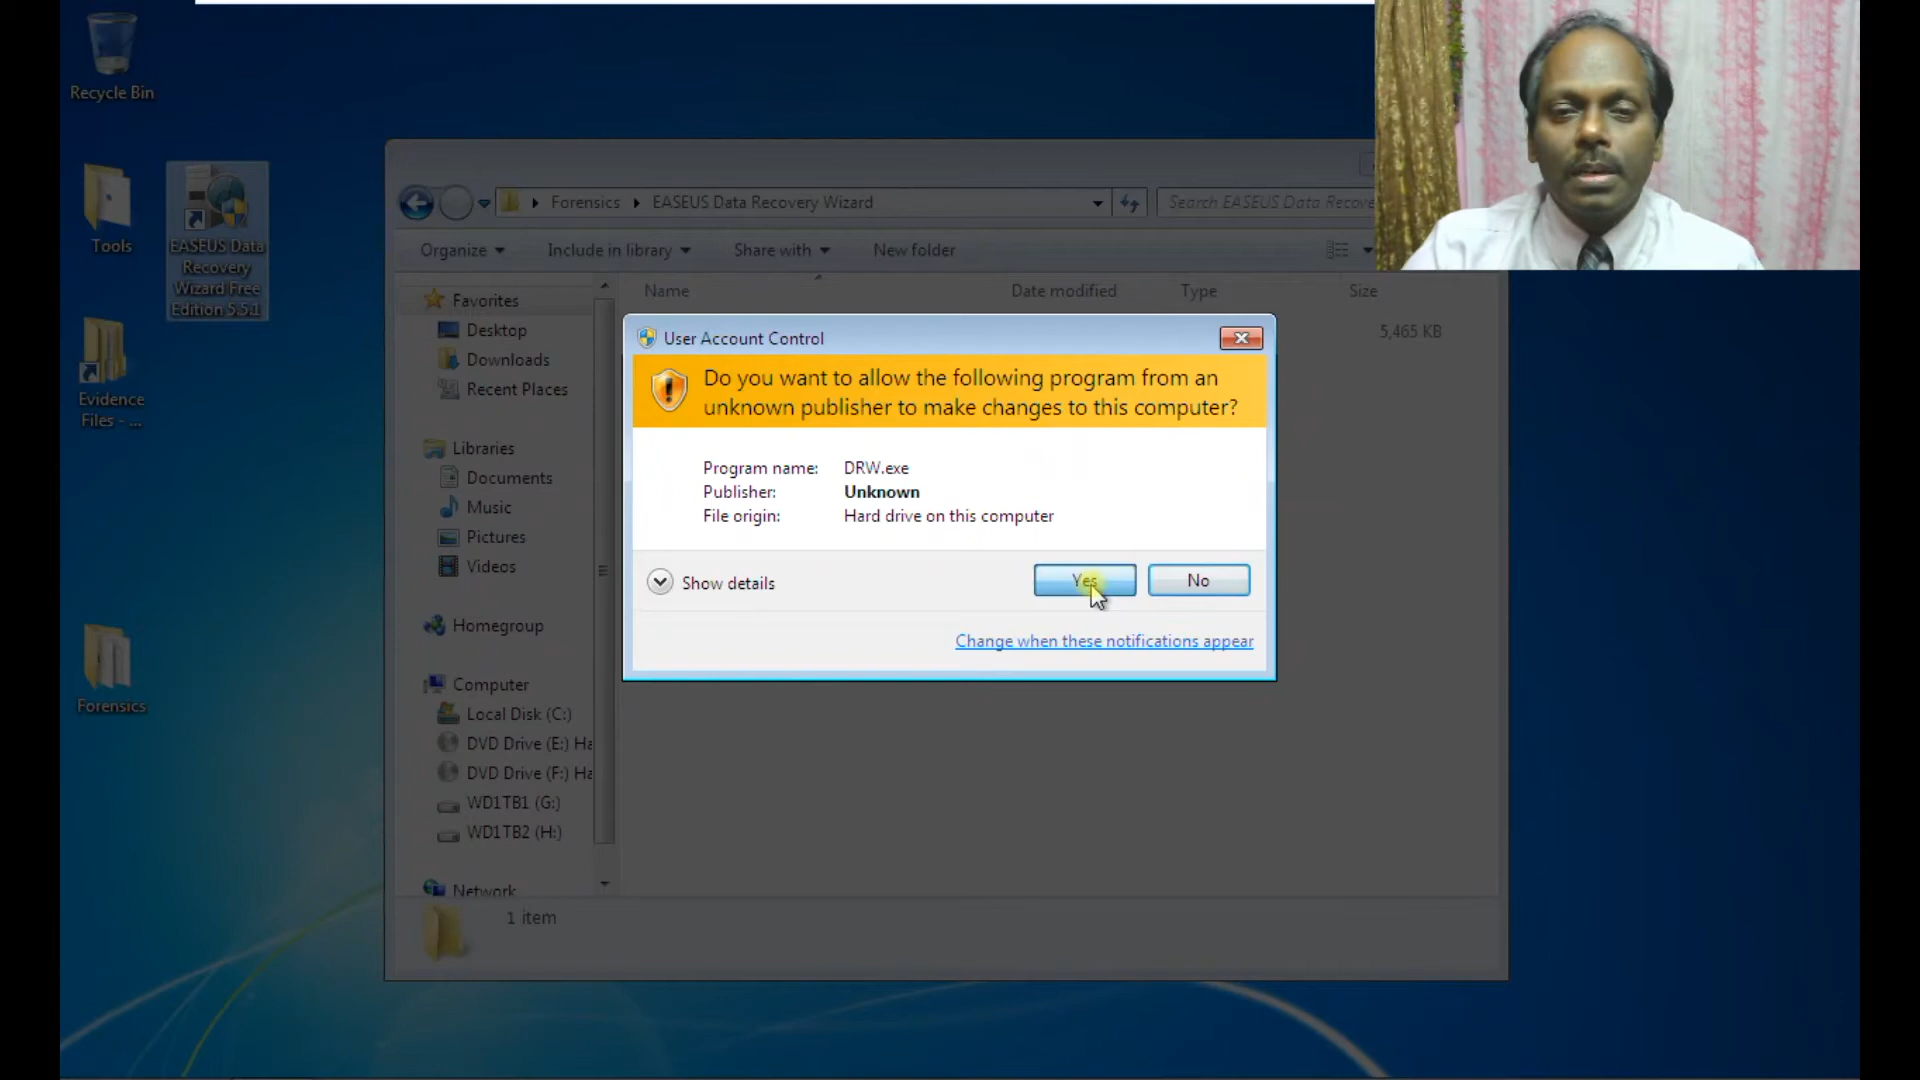 Recycle Bin
Tools
EASEUS Data
Recovery
Wizard Free
Edition 5.5.1
Evidence
Files - ...
Forensics
Forensics
EASEUS Data Recovery Wizard
Search EASEUS Data Recove
Organize
Include in library
Share with
New folder
Name
Date modified
Type
Size
5,465 KB
Favorites
Desktop
Downloads
Recent Places
Libraries
Documents
Music
Pictures
Videos
Homegroup
Computer
Local Disk (C:)
DVD Drive (E:) Ha
DVD Drive (F:) Ha
WD1TB1 (G:)
WD1TB2 (H:)
Network
1 item
User Account Control
Do you want to allow the following program from an
unknown publisher to make changes to this computer?
Program name: DRW.exe
Publisher: Unknown
File origin: Hard drive on this computer
Show details
Yes
No
Change when these notifications appear